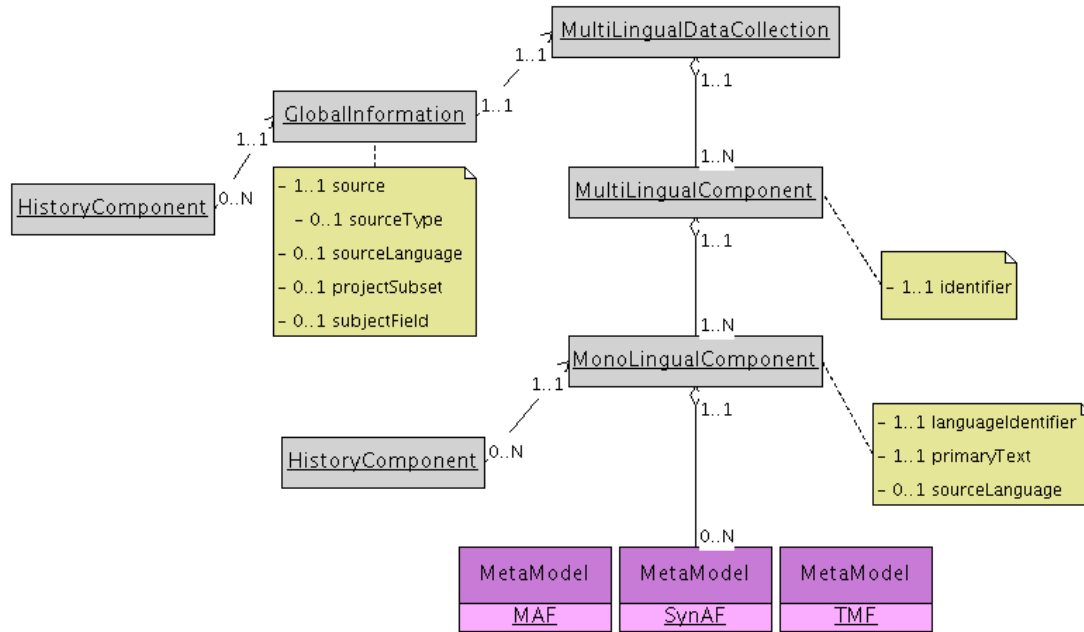 MultiLingualDataCollection
1..1
1..1
1..1
GlobalInformation
1..1
HistoryComponent
0..N
- 1..1 source
- 0..1 sourceType
- 0..1 sourceLanguage
- 0..1 projectSubset
- 0..1 subjectField
1..N
MultiLingualComponent
1..1
- 1..1 identifier
1..N
MonoLingualComponent
1..1
1..1
HistoryComponent
0..N
- 1..1 languageIdentifier
- 1..1 primaryText
- 0..1 sourceLanguage
0..N
MetaModel
MAF
MetaModel
SynAF
MetaModel
TMF